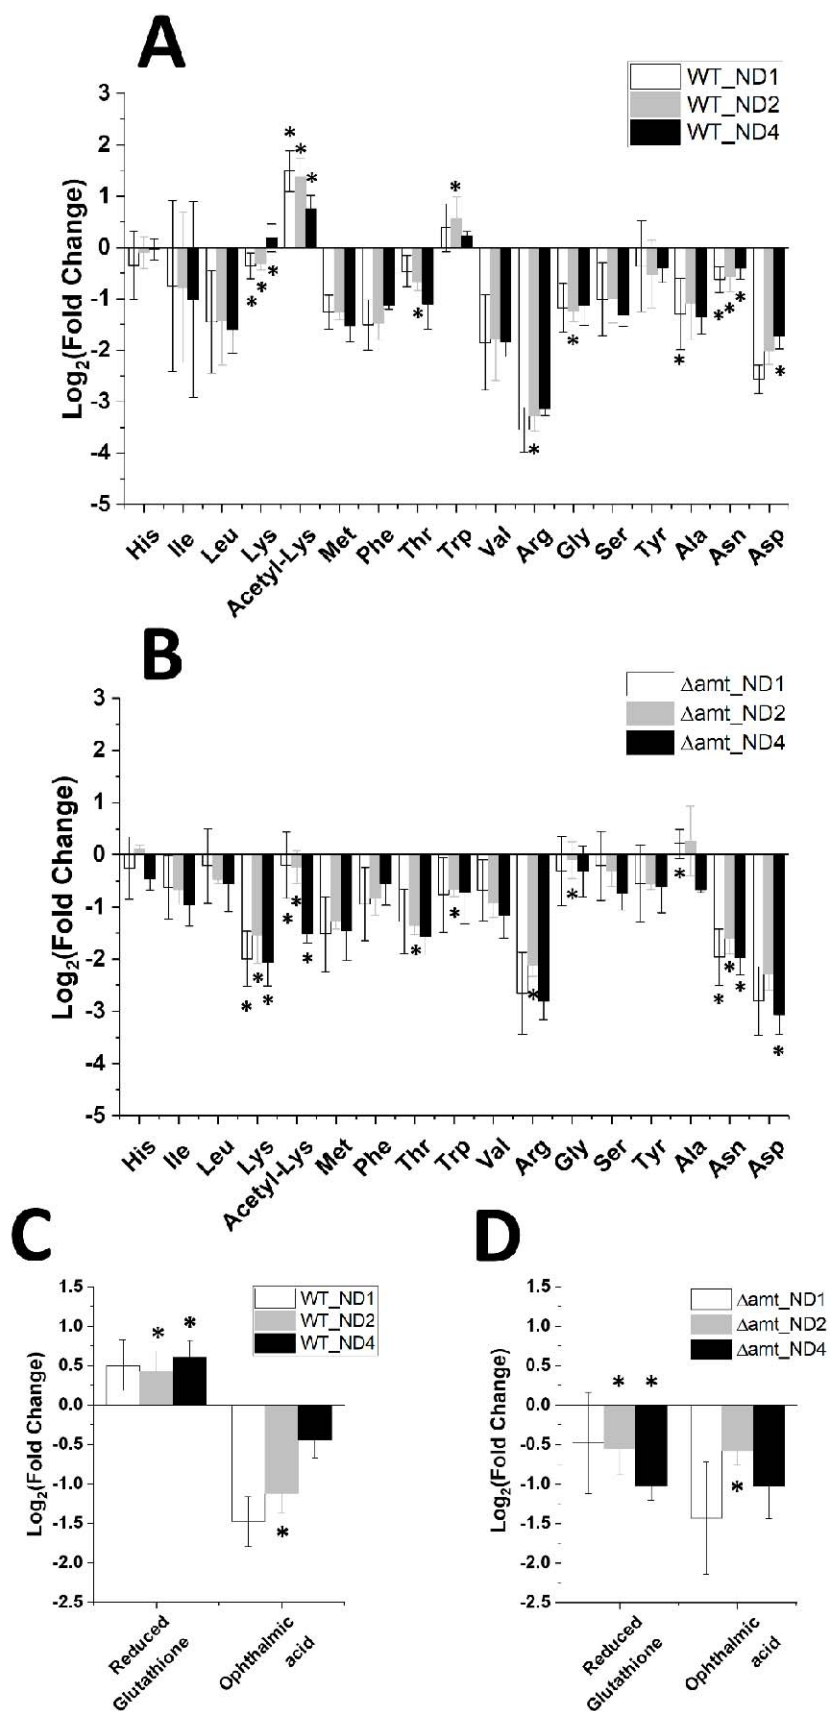 A
WT_ND1
WT_ND2
WT_ND4
Log2(Fold Change)
3
2
1
0
-1
-2
-3
-4
-5
* * * * * * * * * * * * * * * *
His Ile Leu Lys Acetyl-Lys Met Phe Thr Trp Val Arg Gly Ser Tyr Ala Asn Asp
B
Δamt_ND1
Δamt_ND2
Δamt_ND4
Log2(Fold Change)
3
2
1
0
-1
-2
-3
-4
-5
* * * * * * * * * * * * * * * *
His Ile Leu Lys Acetyl-Lys Met Phe Thr Trp Val Arg Gly Ser Tyr Ala Asn Asp
C
WT_ND1
WT_ND2
WT_ND4
Log2(Fold Change)
1.5
1.0
0.5
0.0
-0.5
-1.0
-1.5
-2.0
-2.5
* * *
Reduced
Glutathione
Ophthalmic
acid
D
Δamt_ND1
Δamt_ND2
Δamt_ND4
Log2(Fold Change)
1.5
1.0
0.5
0.0
-0.5
-1.0
-1.5
-2.0
-2.5
* * *
Reduced
Glutathione
Ophthalmic
acid